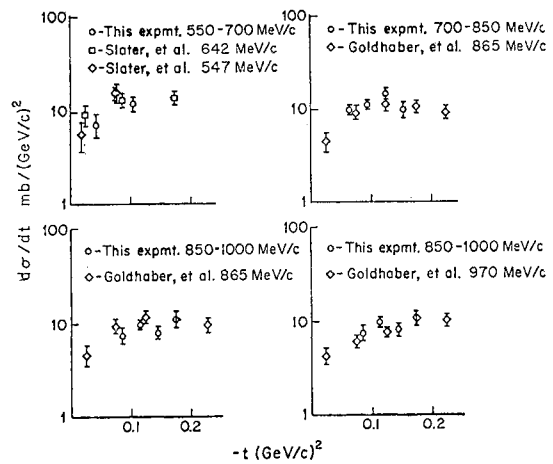 100
○-This expmt. 550-700 MeV/c
□-Slater, et al. 642 MeV/c
◇-Slater, et al. 547 MeV/c
10
1
○-This expmt. 700-850 MeV/c
◇-Goldhaber, et al. 865 MeV/c
100
10
1
dσ/dt mb/(GeV/c)²
100
○-This expmt. 850-1000 MeV/c
◇-Goldhaber, et al. 865 MeV/c
10
1
0.1 0.2
○-This expmt. 850-1000 MeV/c
◇-Goldhaber, et al. 970 MeV/c
100
10
1
0.1 0.2
-t (GeV/c)²